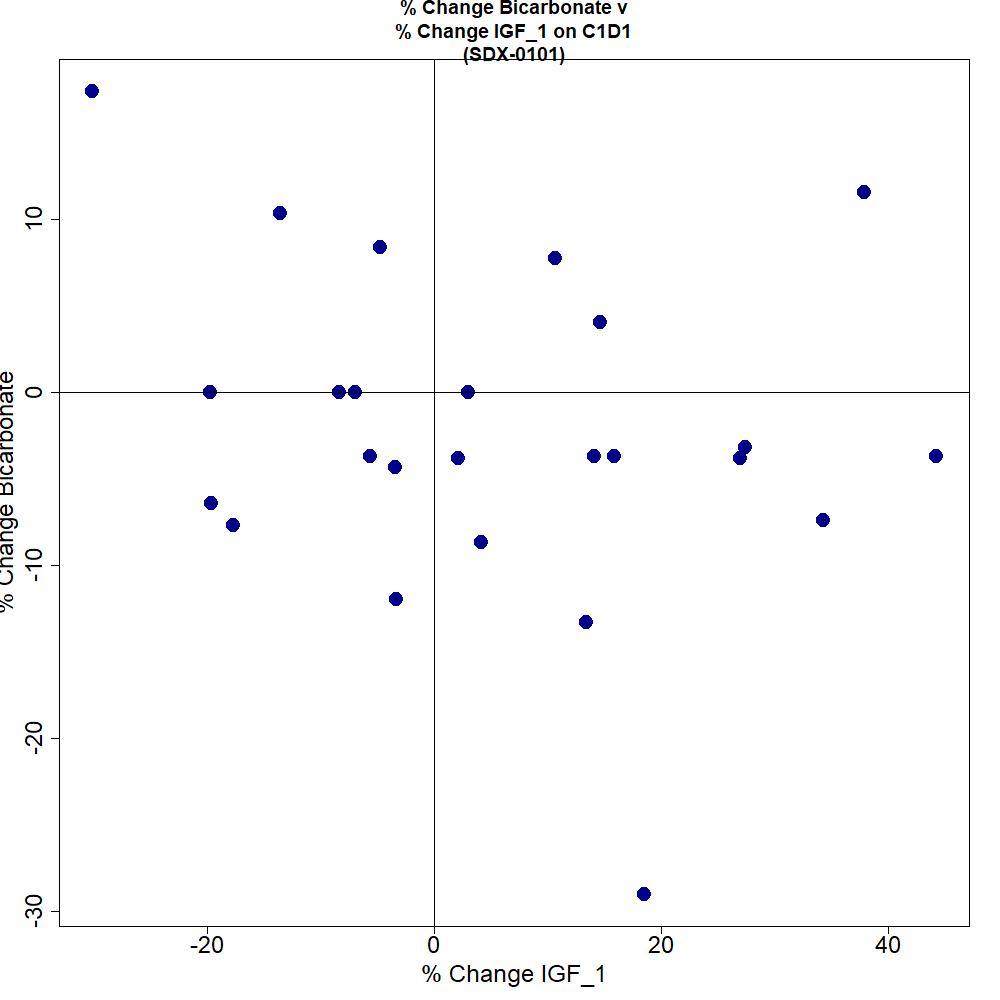 % Change Bicarbonate v
% Change IGF_1 on C1D1
(SDX-0101)
% Change Bicarbonate
10
0
-10
-20
-30
-20
0
20
40
% Change IGF_1